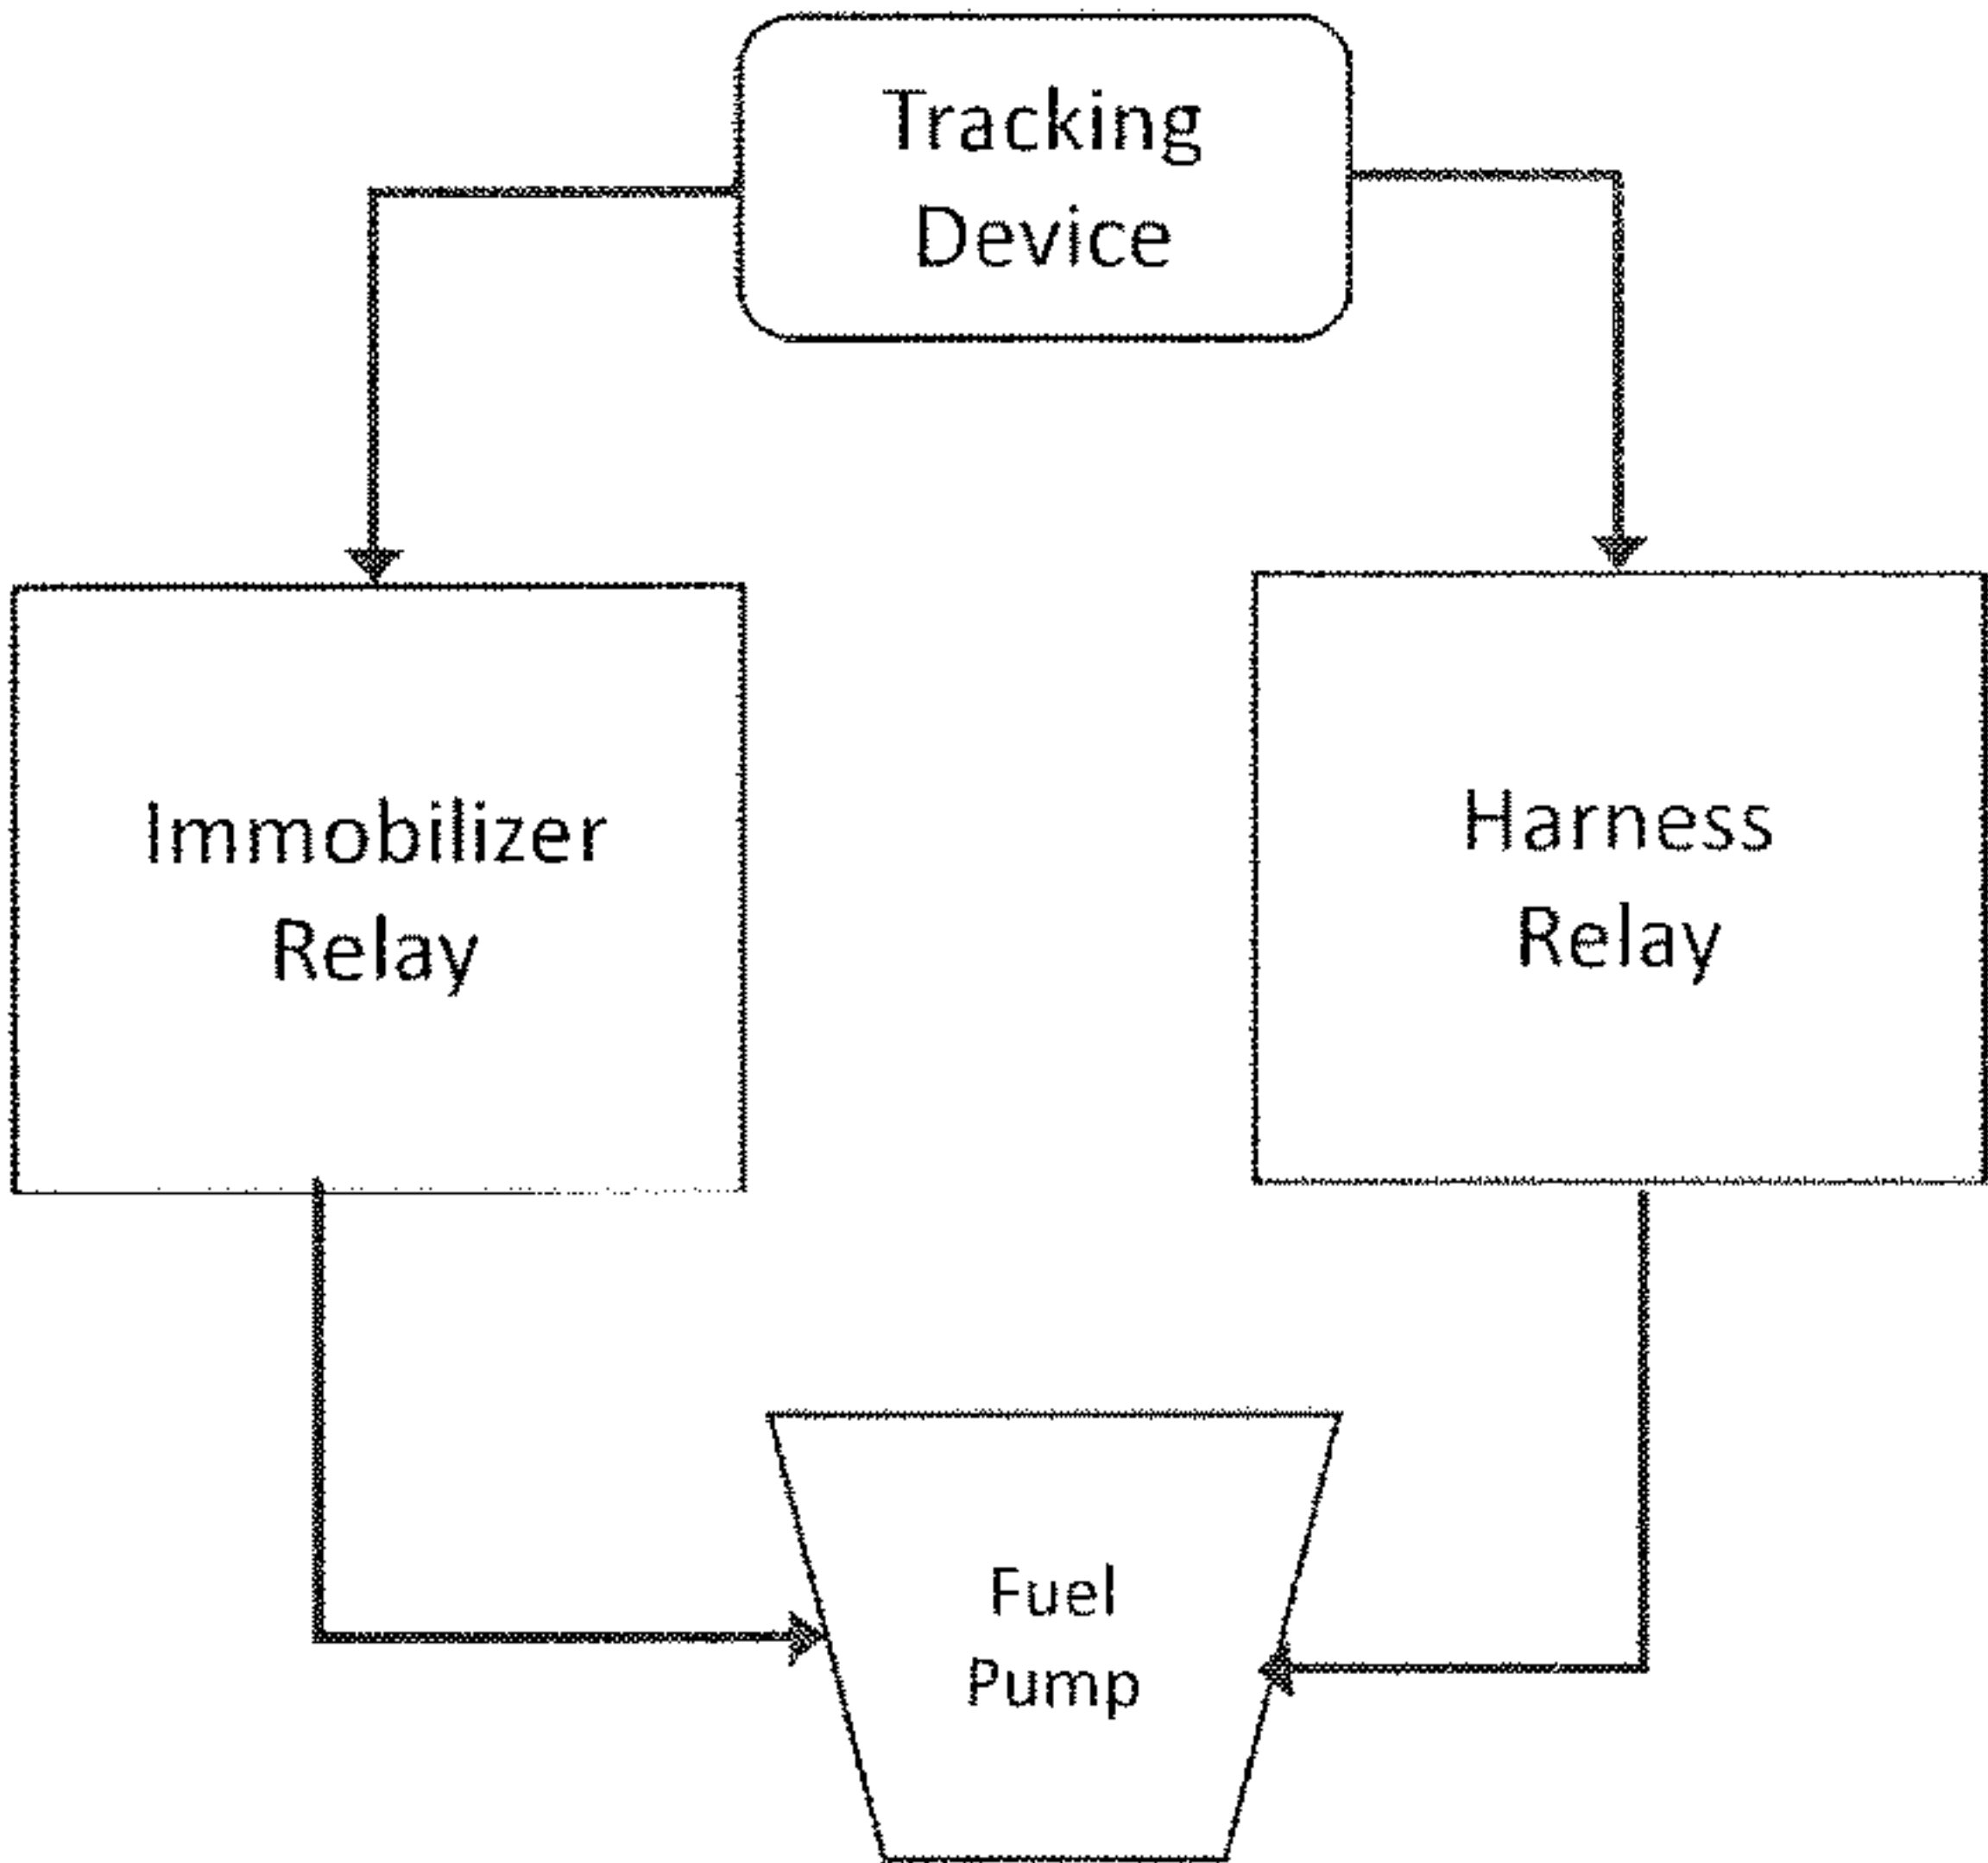 Tracking
Device
Immobilizer
Relay
Harness
Relay
Fuel
Pump